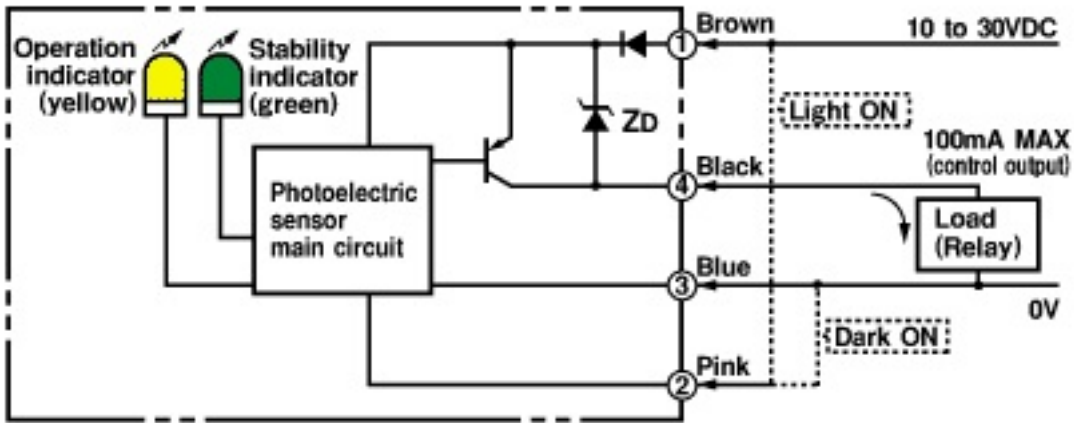 Operation
indicator
(yellow)
Stability
indicator
(green)
Photoelectric
sensor
main circuit
ZD
1
Brown
10 to 30VDC
Light ON
100mA MAX
(control output)
4
Black
Load
(Relay)
3
Blue
0V
Dark ON
2
Pink